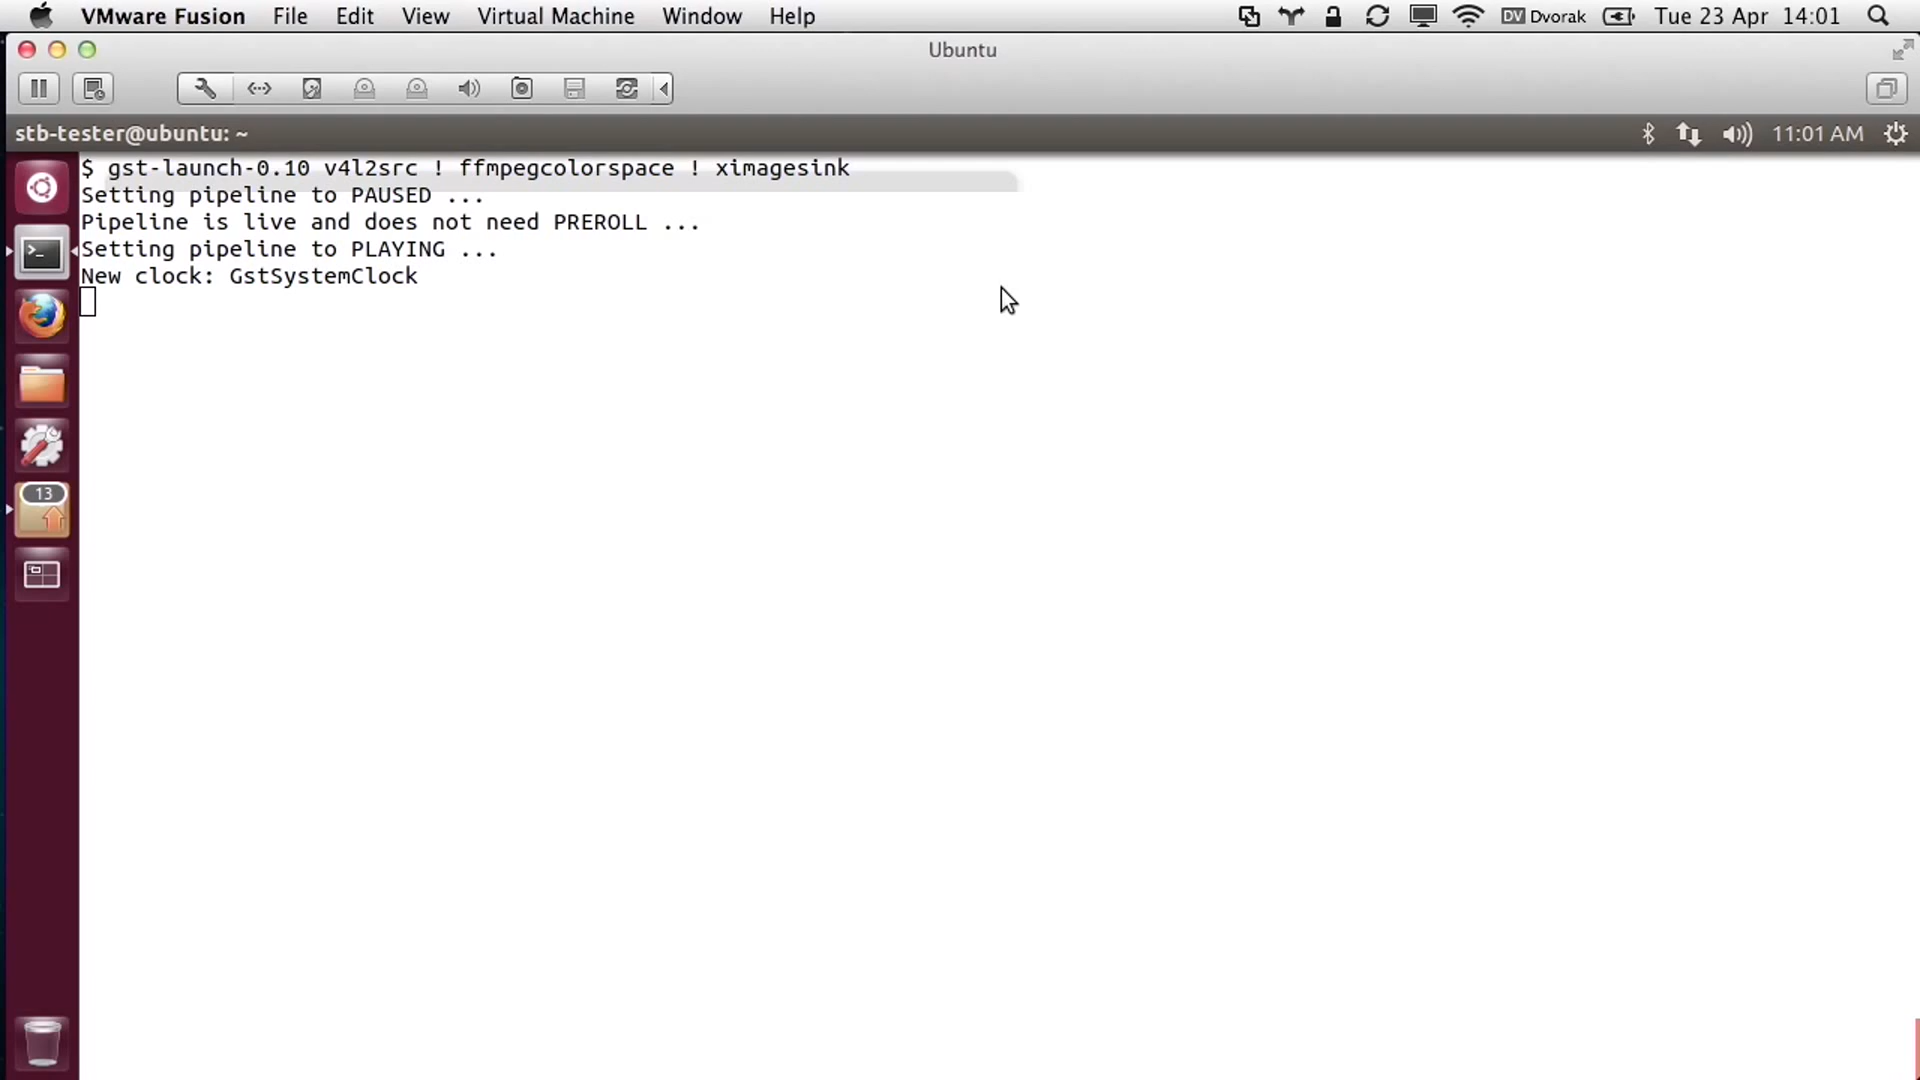 VMware Fusion File Edit View Virtual Machine Window Help DV Dvorak Tue 23 Apr 14:01
Ubuntu
stb-tester@ubuntu: ~ 11:01 AM
$ gst-launch-0.10 v4l2src ! ffmpegcolorspace ! ximagesink
Setting pipeline to PAUSED ...
Pipeline is live and does not need PREROLL ...
Setting pipeline to PLAYING ...
New clock: GstSystemClock
13